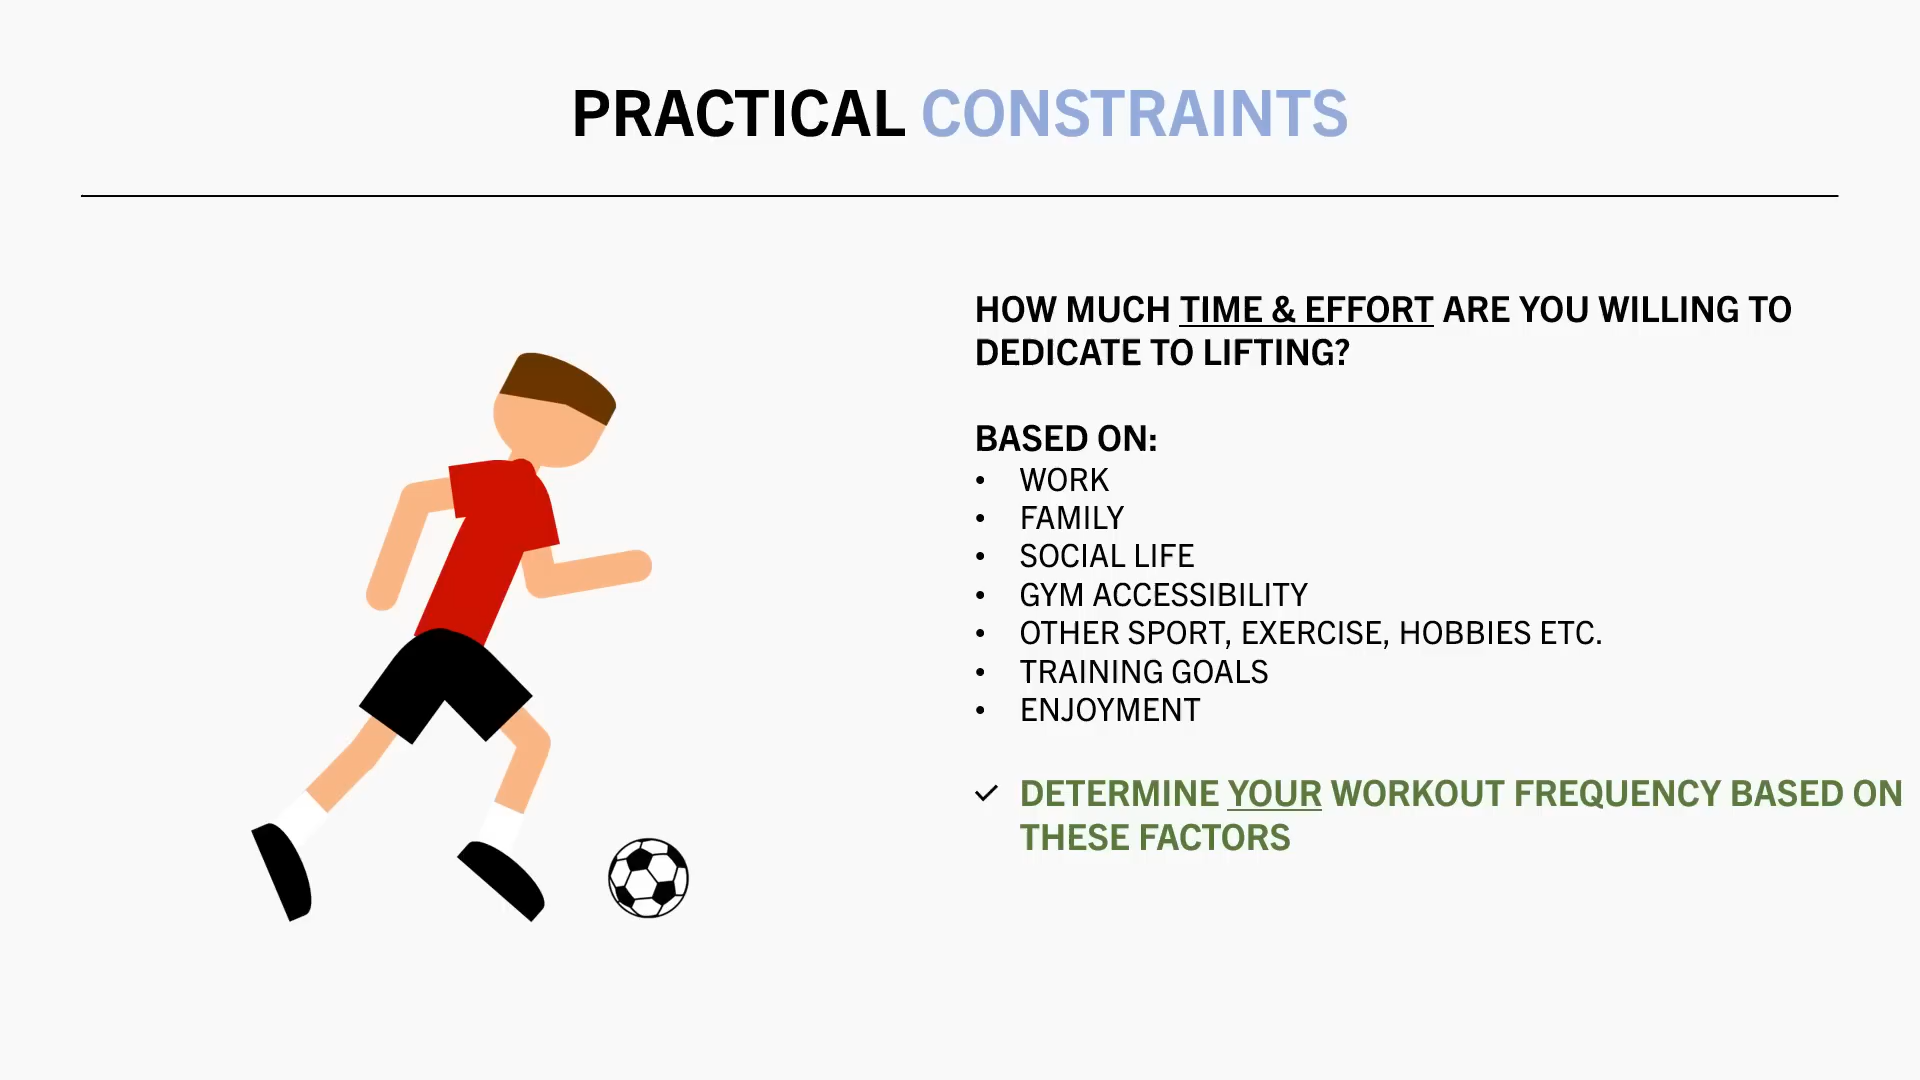 PRACTICAL CONSTRAINTS
HOW MUCH TIME & EFFORT ARE YOU WILLING TO
DEDICATE TO LIFTING?
BASED ON:
• WORK
• FAMILY
• SOCIAL LIFE
• GYM ACCESSIBILITY
• OTHER SPORT, EXERCISE, HOBBIES ETC.
• TRAINING GOALS
• ENJOYMENT
✓ DETERMINE YOUR WORKOUT FREQUENCY BASED ON
THESE FACTORS